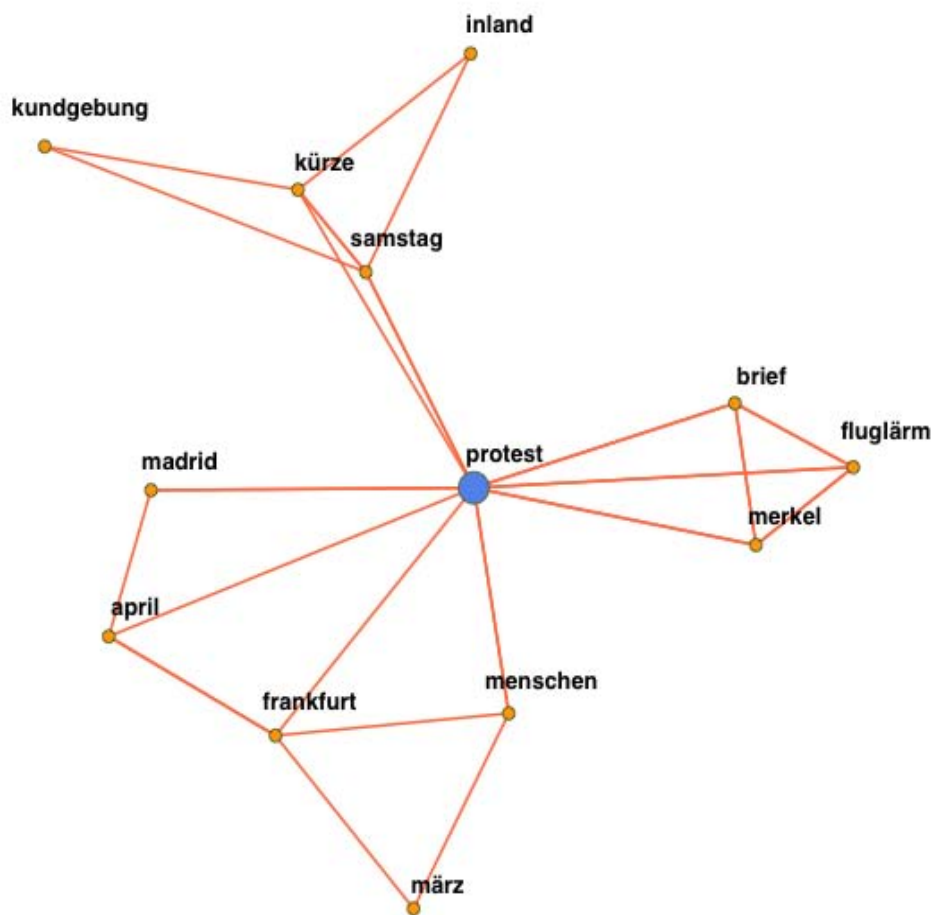 inland
kundgebung
kürze
samstag
brief
fluglärm
protest
madrid
merkel
april
menschen
frankfurt
märz